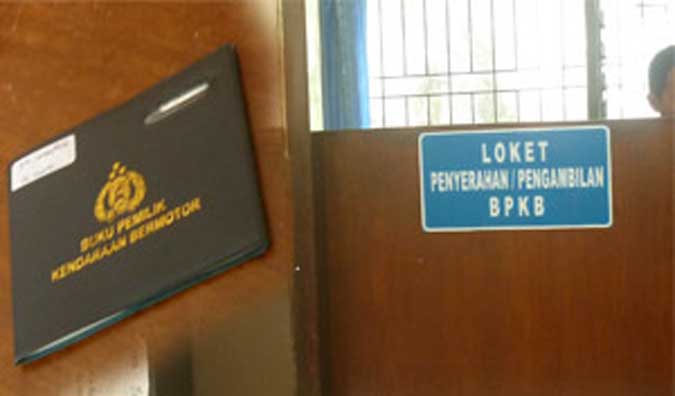 BUKU PEMILIK
KENDARAAN BERMOTOR
LOKET
PENYERAHAN / PENGAMBILAN
BPKB